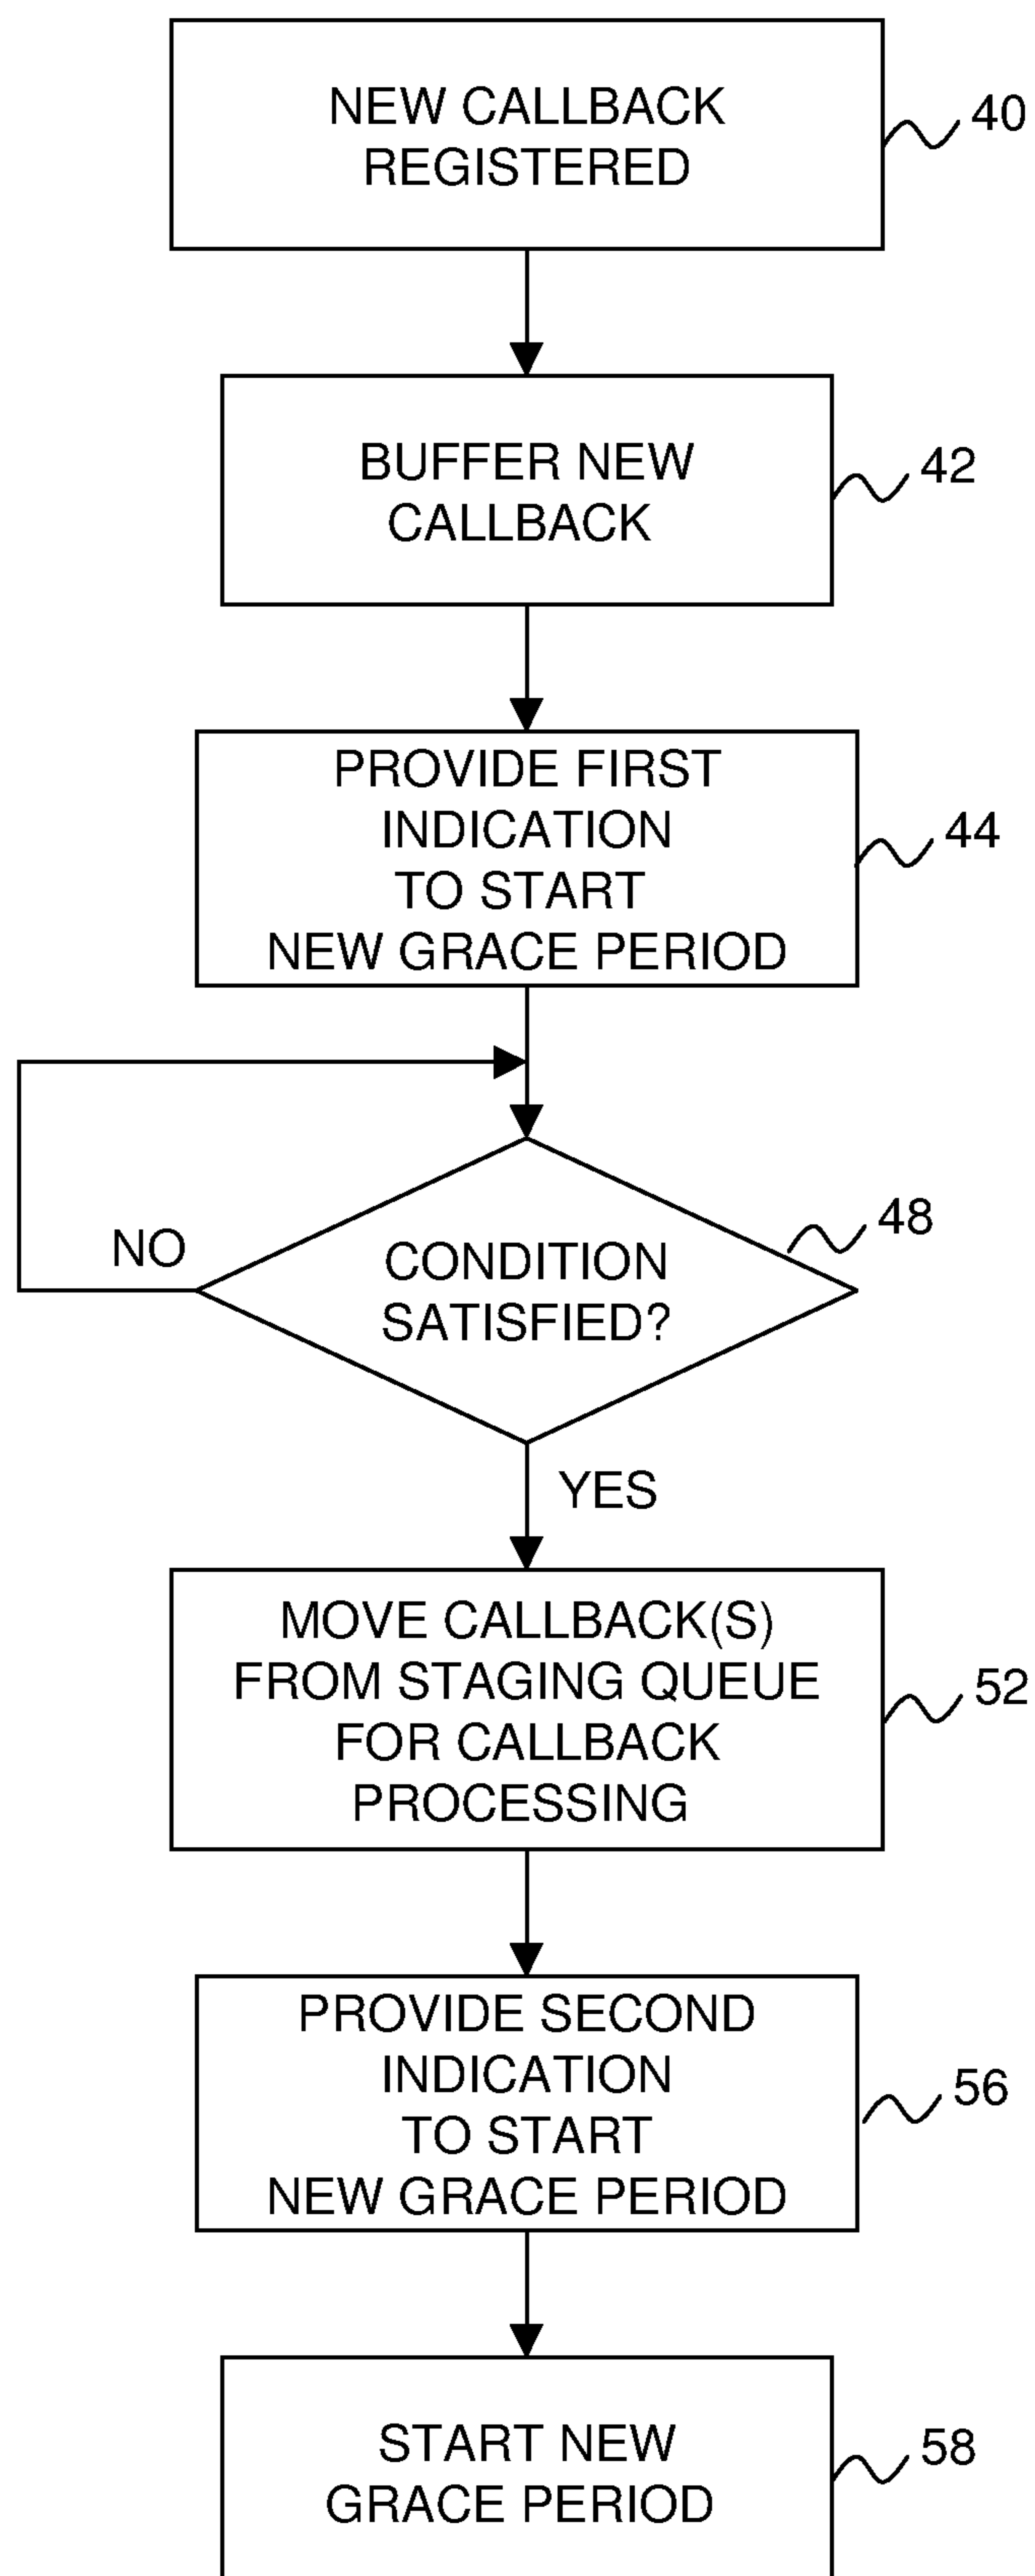 NEW CALLBACK
REGISTERED
40
BUFFER NEW
CALLBACK
42
PROVIDE FIRST
INDICATION
TO START
NEW GRACE PERIOD
44
NO
CONDITION
SATISFIED?
48
YES
MOVE CALLBACK(S)
FROM STAGING QUEUE
FOR CALLBACK
PROCESSING
52
PROVIDE SECOND
INDICATION
TO START
NEW GRACE PERIOD
56
START NEW
GRACE PERIOD
58